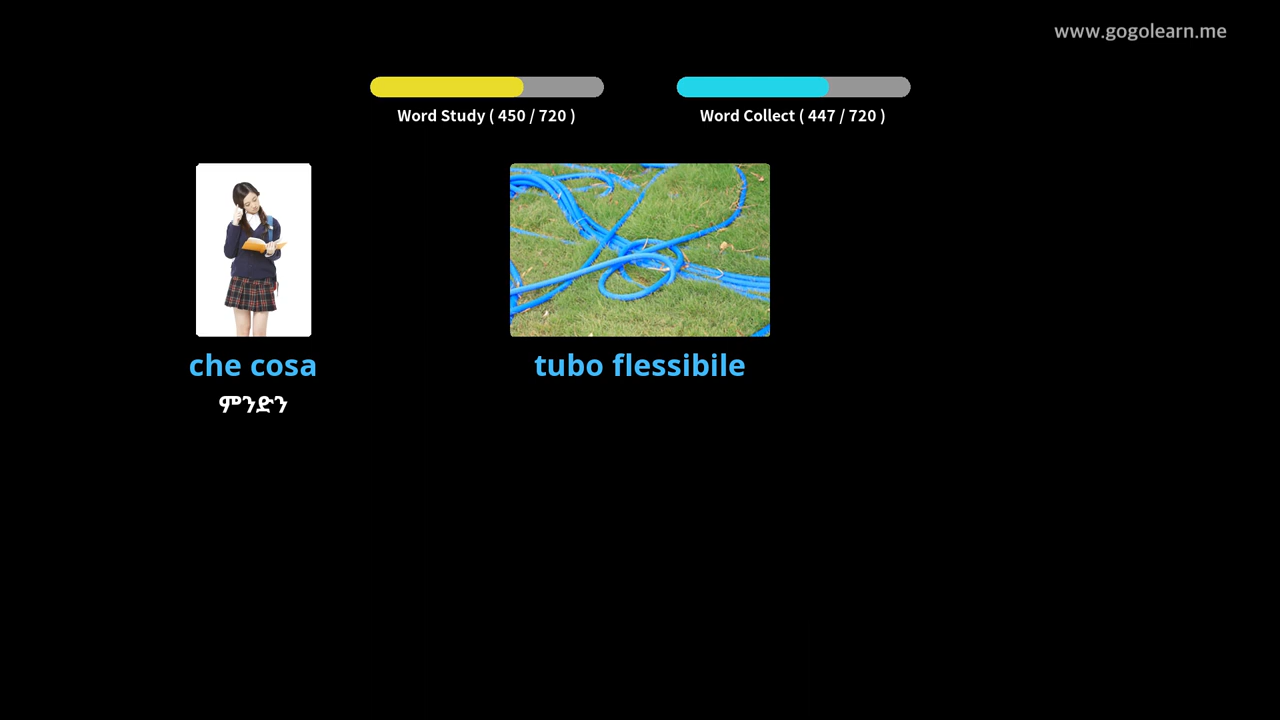 www.gogolearn.me
Word Study ( 450 / 720 )
Word Collect ( 447 / 720 )
che cosa
tubo flessibile
ምንድን